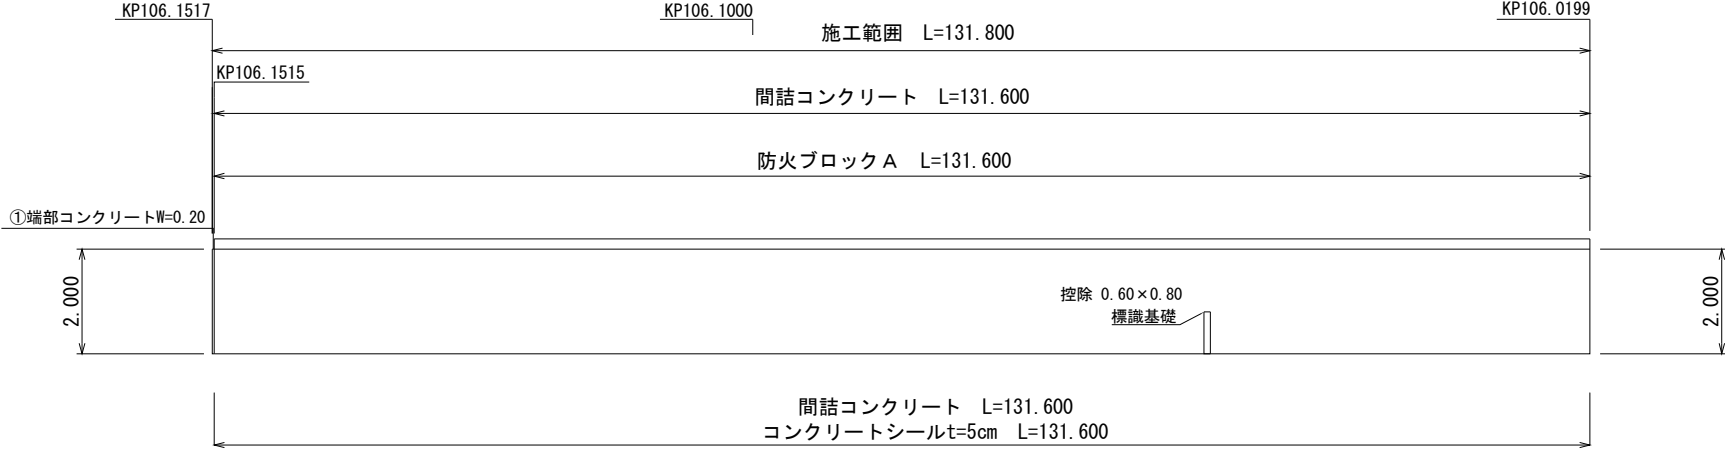 KP106.1517
KP106.1000
KP106.0199
施工範囲　L=131.800
KP106.1515
間詰コンクリート　L=131.600
防火ブロックＡ　L=131.600
①端部コンクリートW=0.20
2.000
控除 0.60×0.80
標識基礎
2.000
間詰コンクリート　L=131.600
コンクリートシールt=5cm　L=131.600